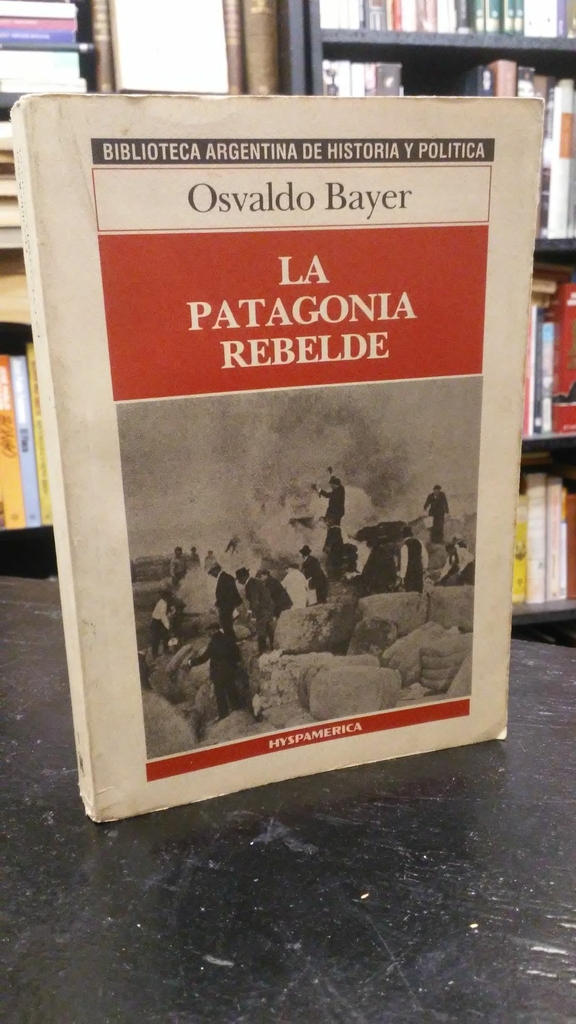 BIBLIOTECA ARGENTINA DE HISTORIA Y POLITICA
Osvaldo Bayer
LA
PATAGONIA
REBELDE
HYSPAMERICA